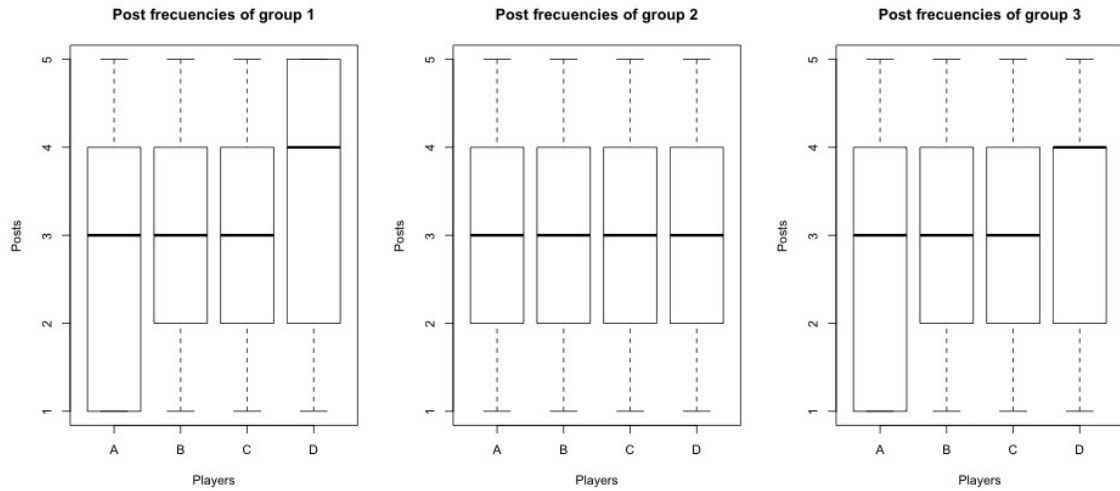 Post frecuencies of group 1
5
4
3
2
1
Posts
A B C D
Players
Post frecuencies of group 2
5
4
3
2
1
Posts
A B C D
Players
Post frecuencies of group 3
5
4
3
2
1
Posts
A B C D
Players